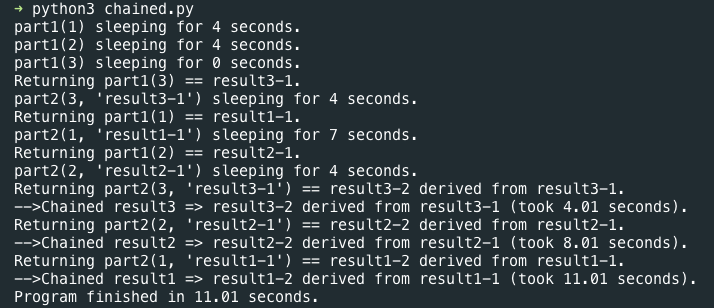 ➜ python3 chained.py
part1(1) sleeping for 4 seconds.
part1(2) sleeping for 4 seconds.
part1(3) sleeping for 0 seconds.
Returning part1(3) == result3-1.
part2(3, 'result3-1') sleeping for 4 seconds.
Returning part1(1) == result1-1.
part2(1, 'result1-1') sleeping for 7 seconds.
Returning part1(2) == result2-1.
part2(2, 'result2-1') sleeping for 4 seconds.
Returning part2(3, 'result3-1') == result3-2 derived from result3-1.
-->Chained result3 => result3-2 derived from result3-1 (took 4.01 seconds).
Returning part2(2, 'result2-1') == result2-2 derived from result2-1.
-->Chained result2 => result2-2 derived from result2-1 (took 8.01 seconds).
Returning part2(1, 'result1-1') == result1-2 derived from result1-1.
-->Chained result1 => result1-2 derived from result1-1 (took 11.01 seconds).
Program finished in 11.01 seconds.